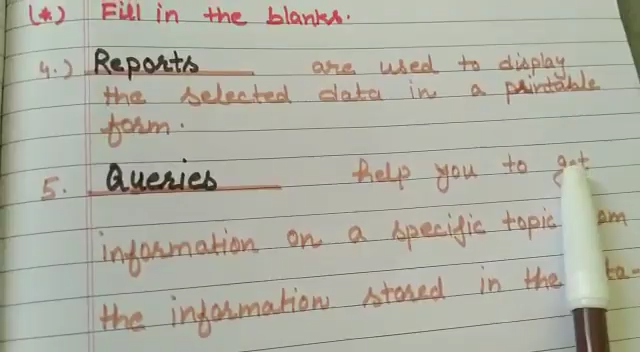 (*) Fill in the blanks.
4.) Reports are used to display
the selected data in a printable
form.
5. Queries help you to get
information on a specific topic
the information stored in the